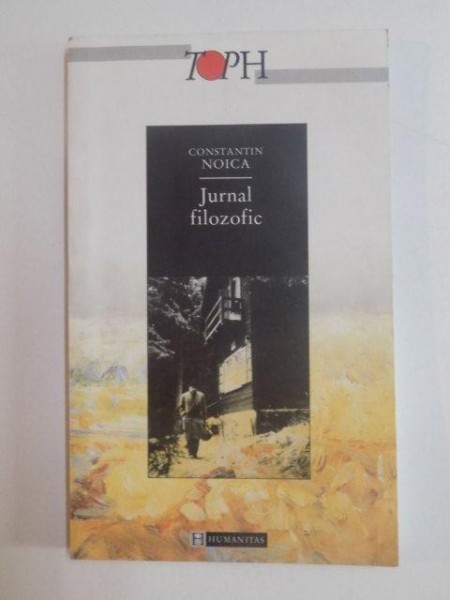 TOPH
CONSTANTIN
NOICA
Jurnal
filozofic
H HUMANITAS